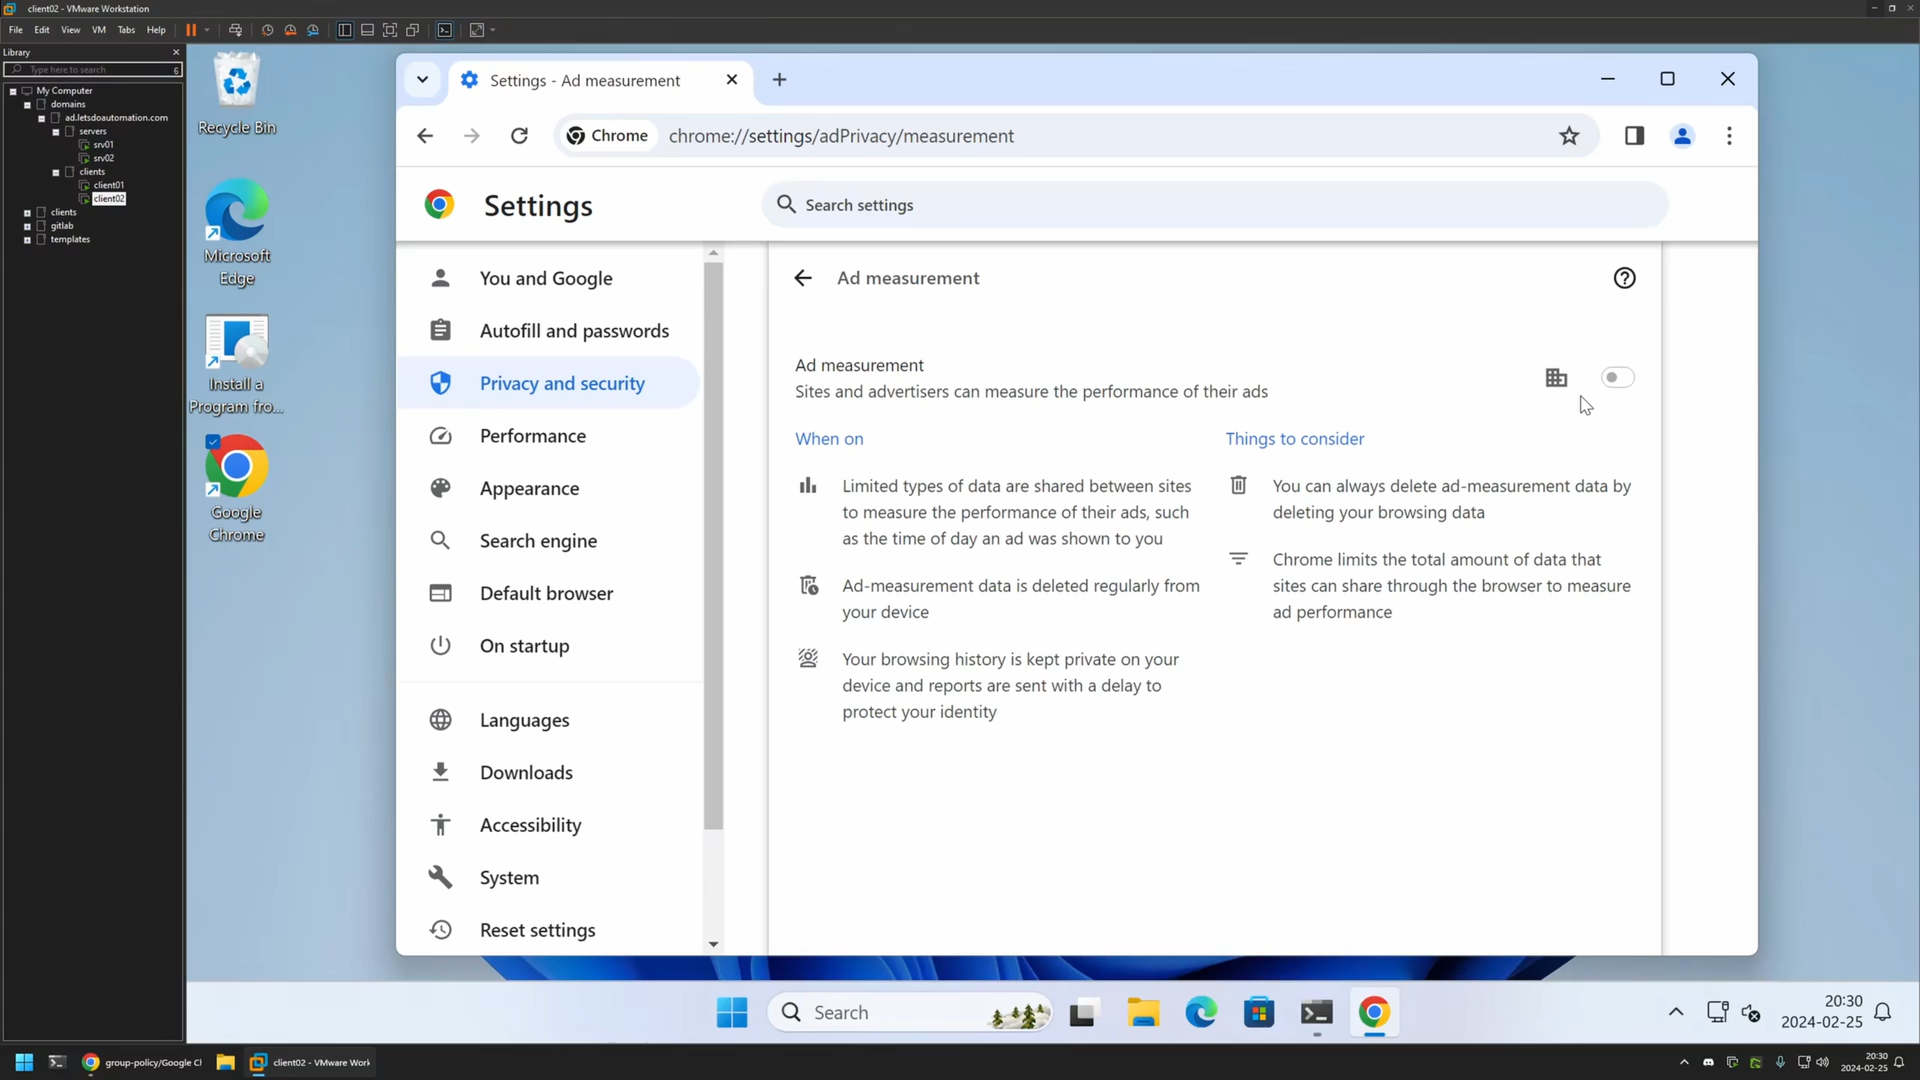 client02 - VMware Workstation
File Edit View VM Tabs Help
Library
Type here to search
My Computer
domains
ad.letsdoautomation.com
servers
srv01
srv02
clients
client01
client02
clients
gitlab
templates
Recycle Bin
Microsoft
Edge
Install a
Program fro...
Google
Chrome
Settings - Ad measurement
Chrome
chrome://settings/adPrivacy/measurement
Settings
Search settings
You and Google
Autofill and passwords
Privacy and security
Performance
Appearance
Search engine
Default browser
On startup
Languages
Downloads
Accessibility
System
Reset settings
Ad measurement
Ad measurement
Sites and advertisers can measure the performance of their ads
When on
Limited types of data are shared between sites
to measure the performance of their ads, such
as the time of day an ad was shown to you
Ad-measurement data is deleted regularly from
your device
Your browsing history is kept private on your
device and reports are sent with a delay to
protect your identity
Things to consider
You can always delete ad-measurement data by
deleting your browsing data
Chrome limits the total amount of data that
sites can share through the browser to measure
ad performance
Search
20:30
2024-02-25
group-policy/Google Cl
client02 - VMware Work
20:30
2024-02-25